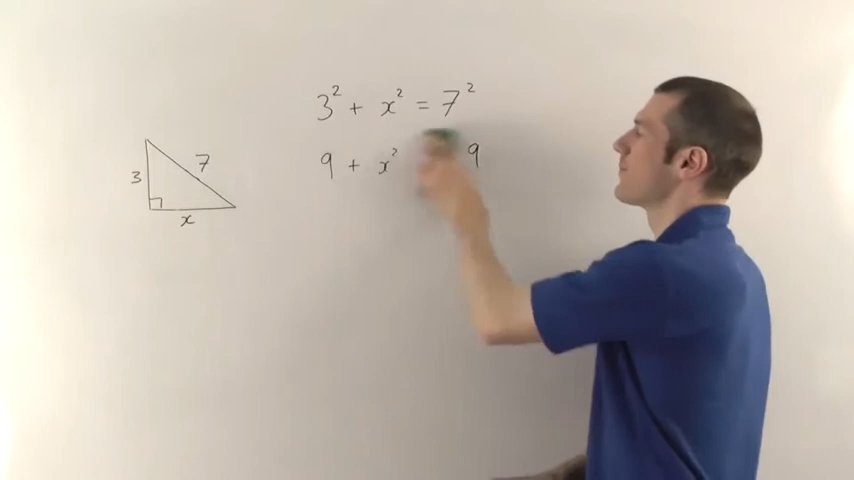 3² + x² = 7²
9 + x² 9
7
3
x